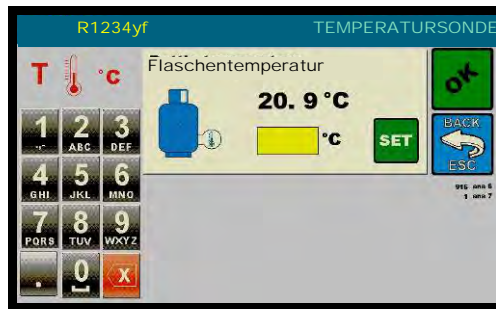 R1234yf TEMPERATURSONDE
T °C
Flaschentemperatur
20. 9 °C
°C
SET
OK
BACK
ESC
1
2 ABC
3 DEF
4 GHI
5 JKL
6 MNO
7 PQRS
8 TUV
9 WXYZ
.
0
X